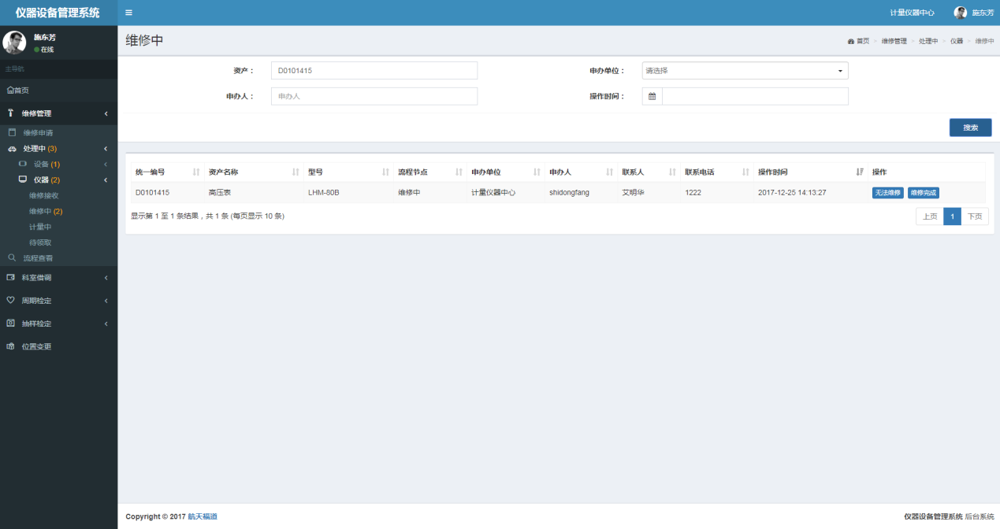 仪器设备管理系统
计量仪器中心 施东芳
施东芳
在线
主导航
首页
维修管理
维修申请
处理中 (3)
设备 (1)
仪器 (2)
维修接收
维修中 (2)
计量中
待领取
流程查看
科室借调
周期检定
抽样检定
位置变更
维修中
首页 > 维修管理 > 处理中 > 仪器 > 维修中
资产： D0101415 申办单位： 请选择
申办人： 申办人 操作时间：
搜索
统一编号 资产名称 型号 流程节点 申办单位 申办人 联系人 联系电话 操作时间 操作
D0101415 高压表 LHM-80B 维修中 计量仪器中心 shidongfang 艾明华 1222 2017-12-25 14:13:27 无法维修 维修完成
显示第 1 至 1 条结果，共 1 条 (每页显示 10 条) 上页 1 下页
Copyright © 2017 航天福道 仪器设备管理系统 后台系统